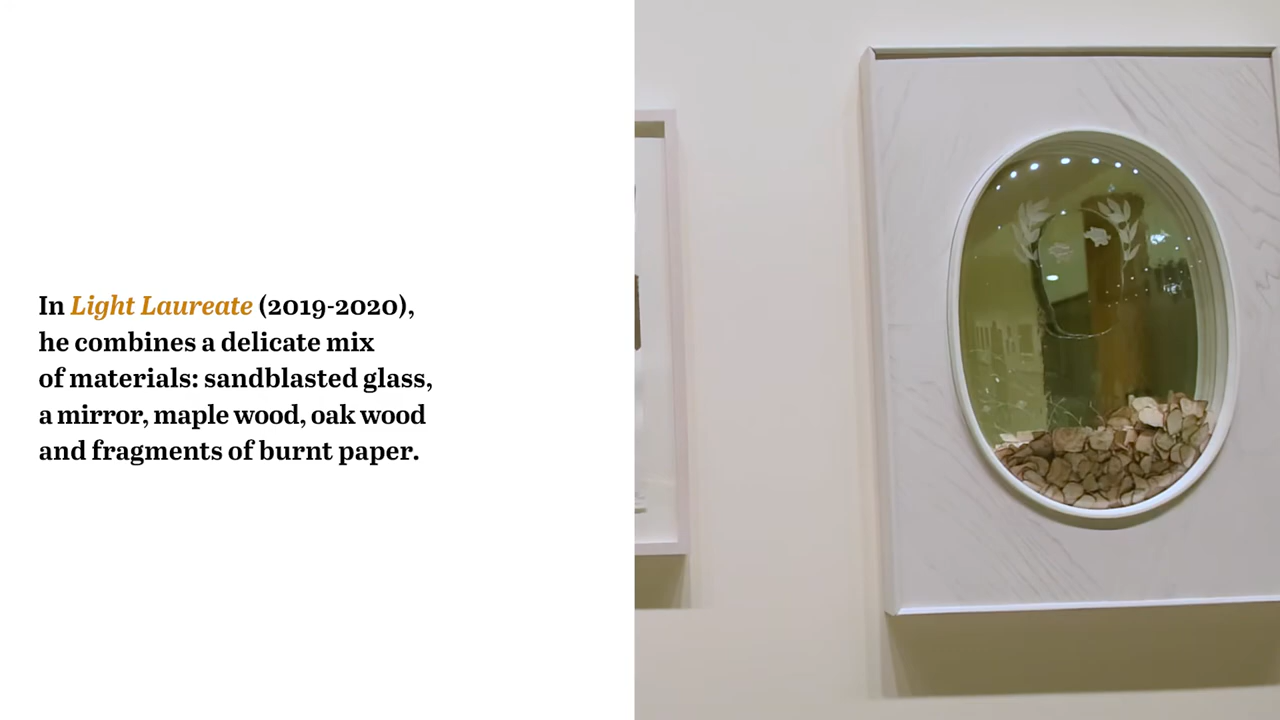 In Light Laureate (2019-2020),
he combines a delicate mix
of materials: sandblasted glass,
a mirror, maple wood, oak wood
and fragments of burnt paper.